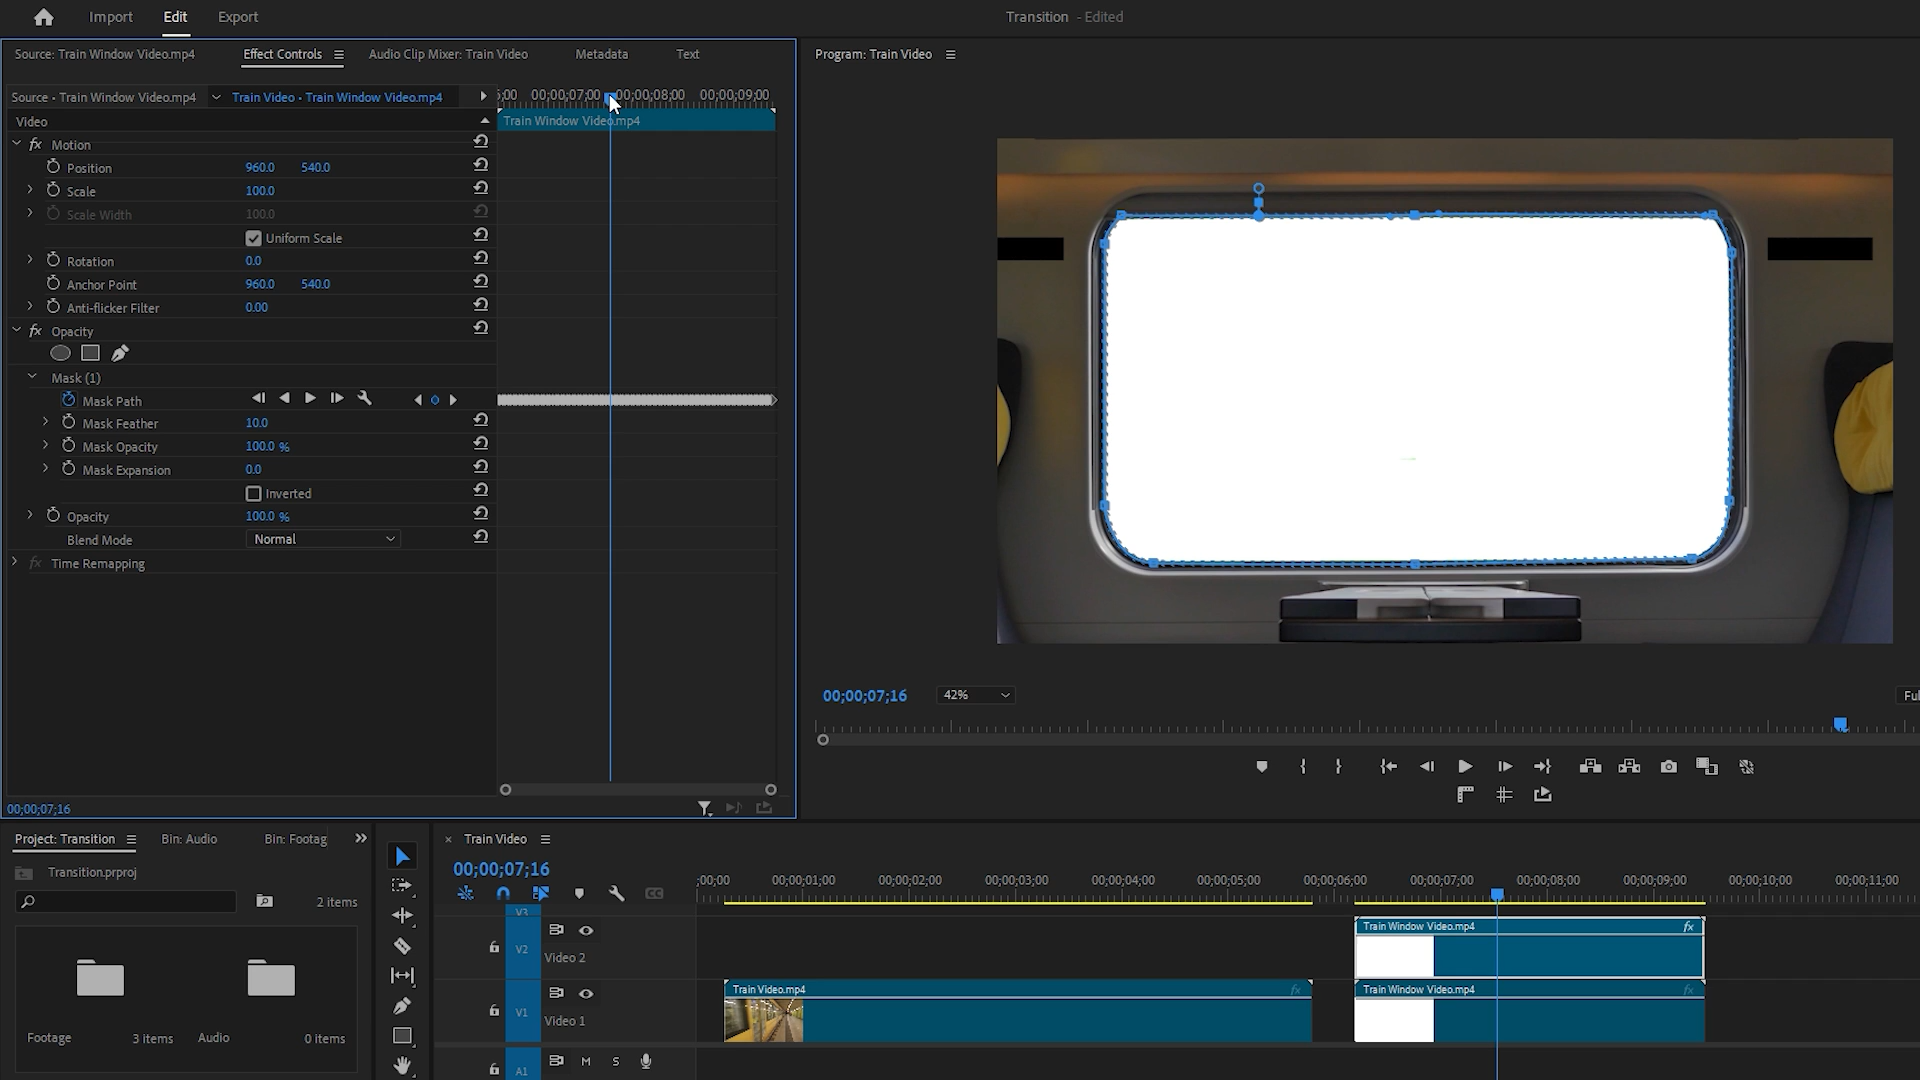 Import Edit Export Transition - Edited
Source: Train Window Video.mp4 Effect Controls Audio Clip Mixer: Train Video Metadata Text
Program: Train Video
Source - Train Window Video.mp4 Train Video - Train Window Video.mp4
;00 00;00;07;00 00;00;08;00 00;00;09;00
Video
Train Window Video.mp4
fx Motion
Position 960.0 540.0
Scale 100.0
Scale Width 100.0
Uniform Scale
Rotation 0.0
Anchor Point 960.0 540.0
Anti-flicker Filter 0.00
fx Opacity
Mask (1)
Mask Path
Mask Feather 10.0
Mask Opacity 100.0 %
Mask Expansion 0.0
Inverted
Opacity 100.0 %
Blend Mode Normal
fx Time Remapping
00;00;07;16 42% Ful
00;00;07;16
Project: Transition Bin: Audio Bin: Footag
Transition.prproj
2 items
Footage 3 items Audio 0 items
× Train Video
00;00;07;16
;00;00 00;00;01;00 00;00;02;00 00;00;03;00 00;00;04;00 00;00;05;00 00;00;06;00 00;00;07;00 00;00;08;00 00;00;09;00 00;00;10;00 00;00;11;00
CC
V3
V2 Video 2
Train Window Video.mp4 fx
V1 Video 1
Train Video.mp4 fx
Train Window Video.mp4 fx
A1 M S